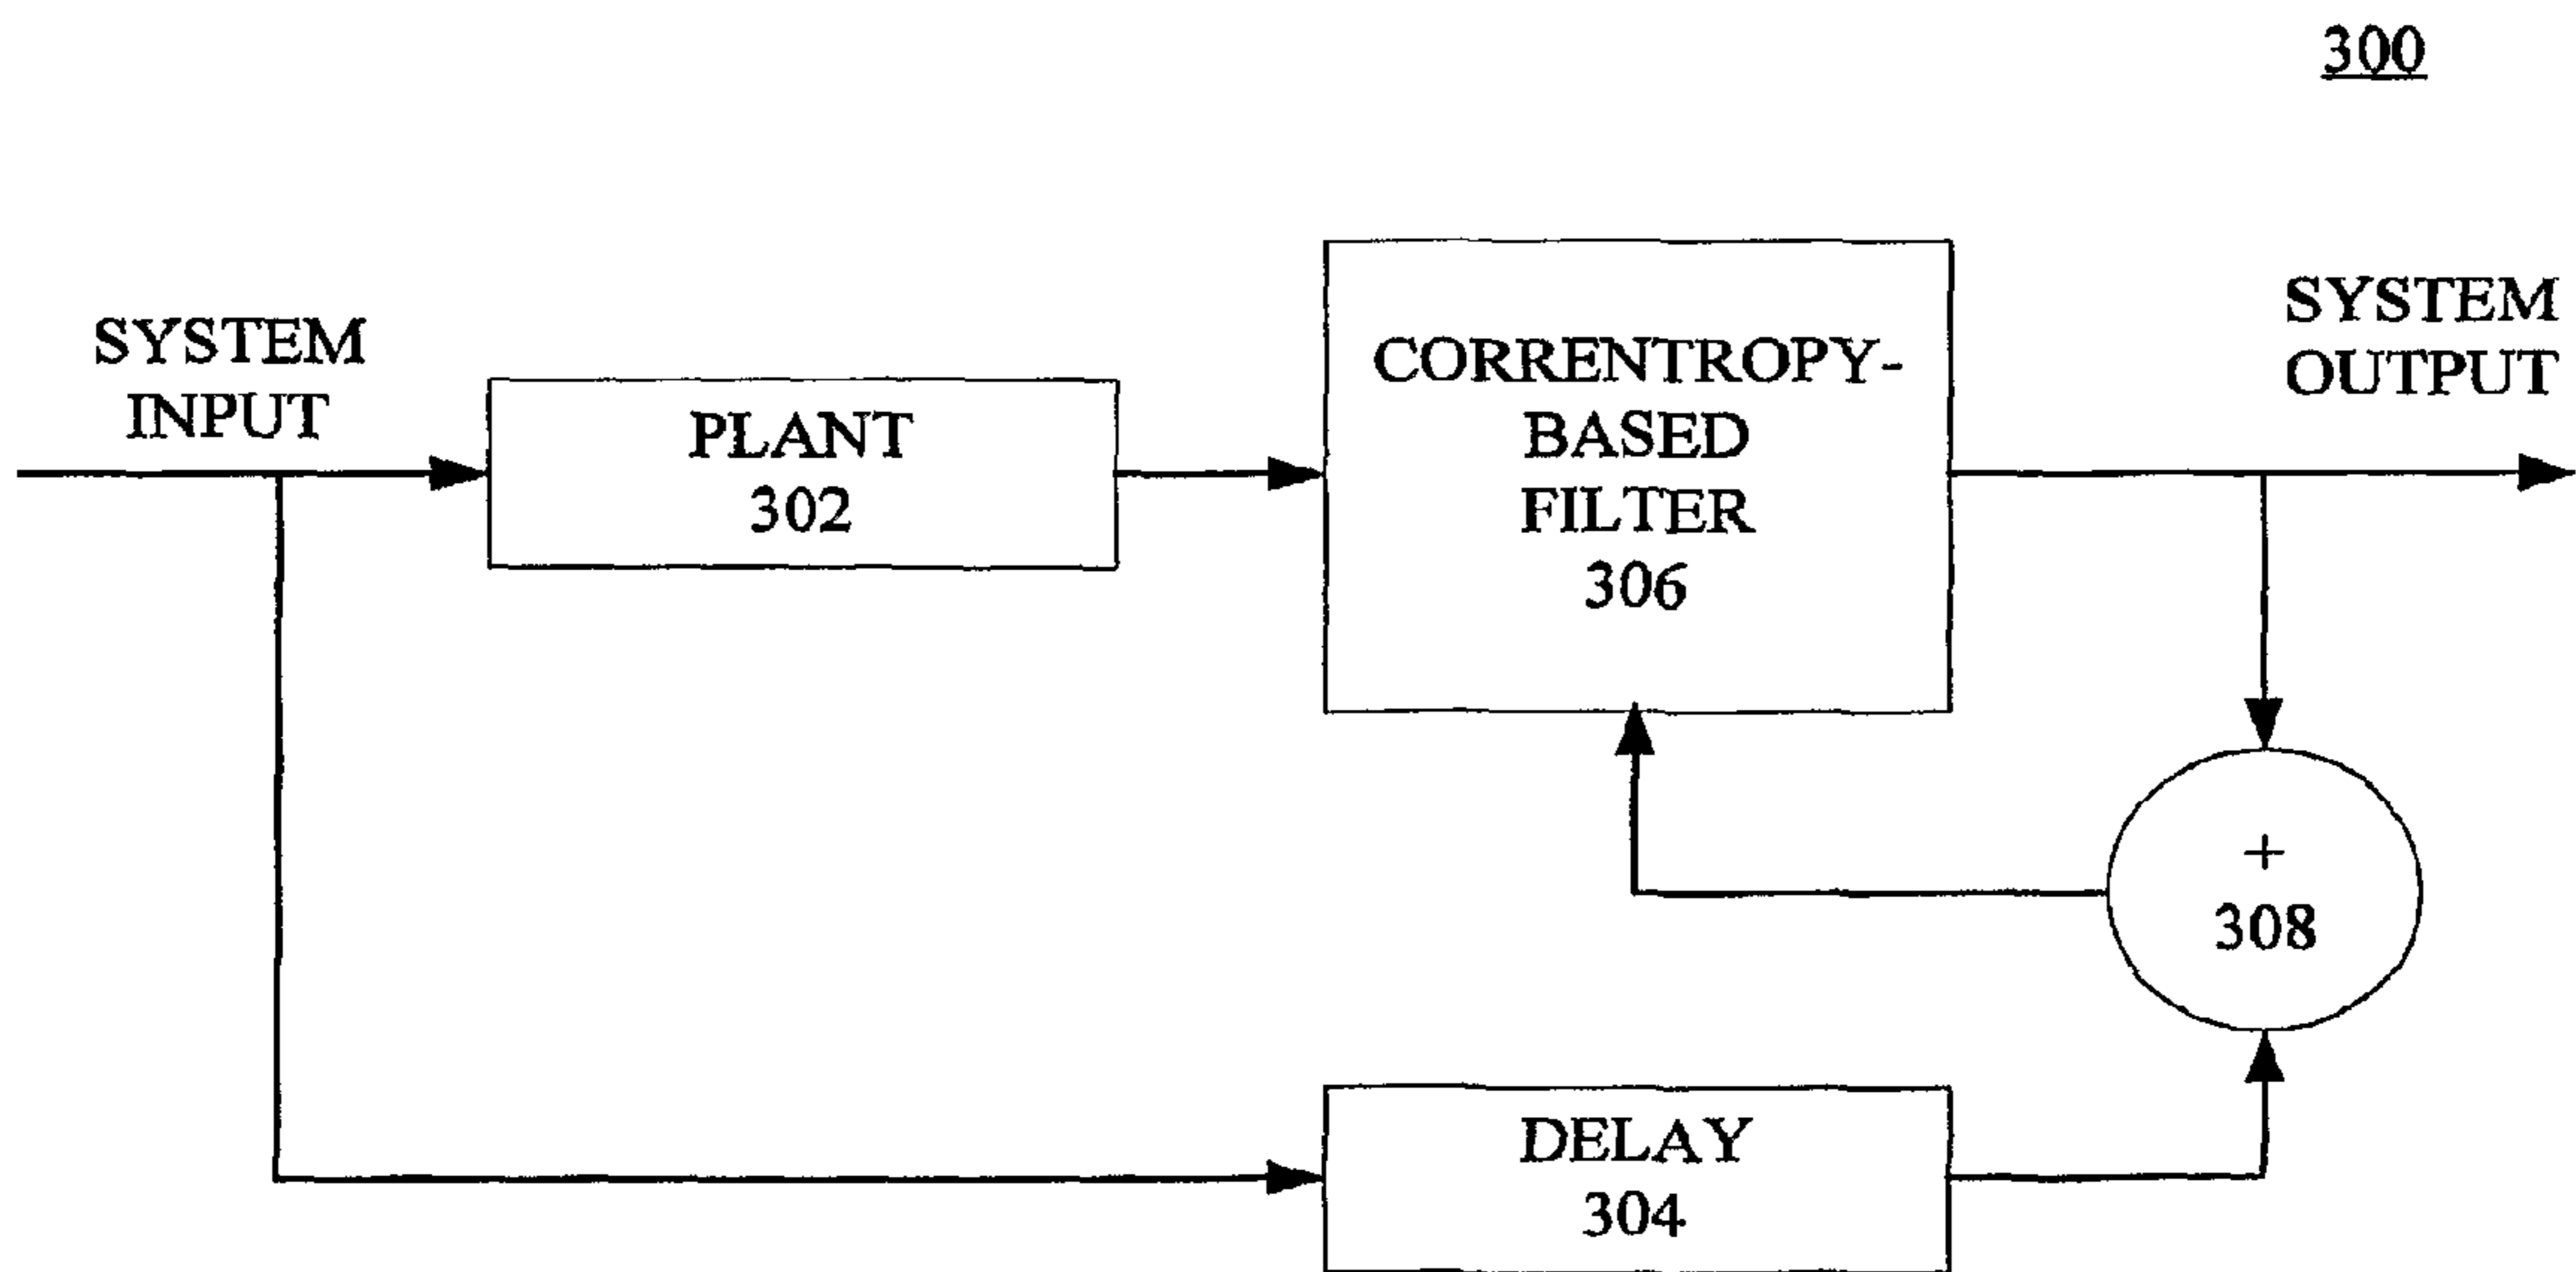 300
SYSTEM
INPUT
PLANT
302
CORRENTROPY-
BASED
FILTER
306
SYSTEM
OUTPUT
+
308
DELAY
304